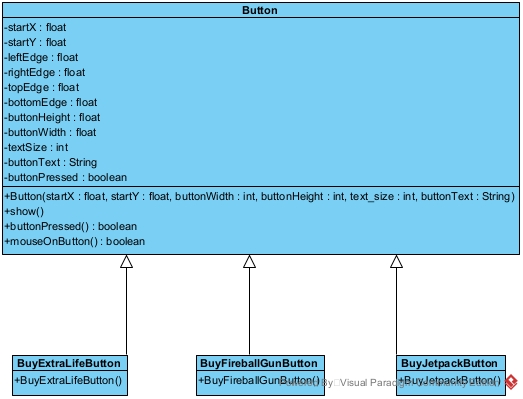 Button
-startX : float
-startY : float
-leftEdge : float
-rightEdge : float
-topEdge : float
-bottomEdge : float
-buttonHeight : float
-buttonWidth : float
-textSize : int
-buttonText : String
-buttonPressed : boolean
+Button(startX : float, startY : float, buttonWidth : int, buttonHeight : int, text_size : int, buttonText : String)
+show()
+buttonPressed() : boolean
+mouseOnButton() : boolean
BuyExtraLifeButton
+BuyExtraLifeButton()
BuyFireballGunButton
+BuyFireballGunButton()
BuyJetpackButton
+BuyJetpackButton()
Powered By Visual Paradigm Community Edition